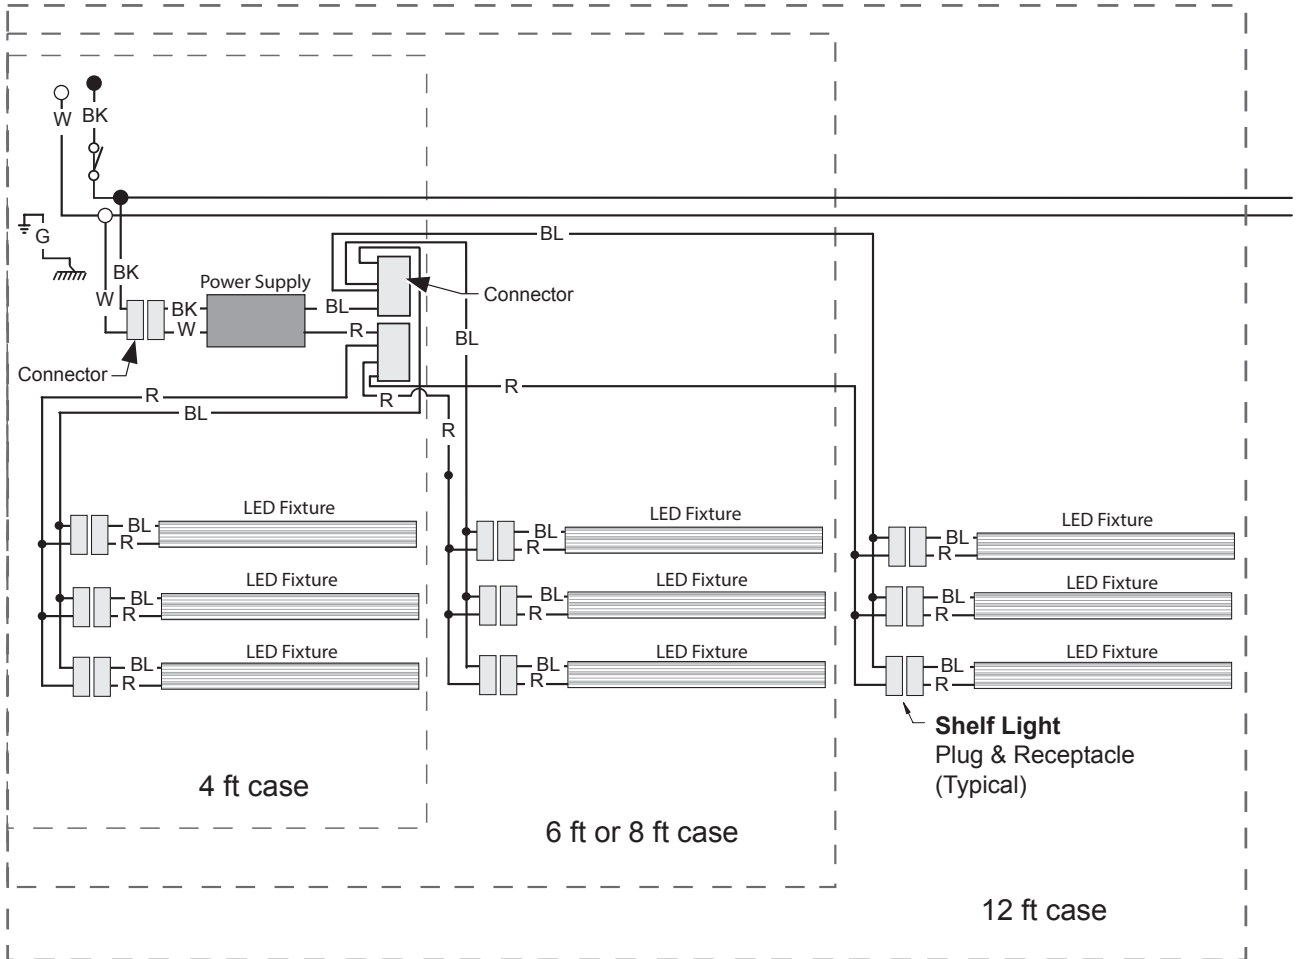 W
BK
G
BK
W
BK
W
Power Supply
BL
R
Connector
Connector
BL
BL
R
BL
R
R
R
LED Fixture
BL
R
LED Fixture
BL
R
LED Fixture
BL
R
LED Fixture
BL
R
LED Fixture
BL
R
LED Fixture
BL
R
LED Fixture
BL
R
LED Fixture
BL
R
LED Fixture
BL
R
Shelf Light
Plug & Receptacle
(Typical)
4 ft case
6 ft or 8 ft case
12 ft case